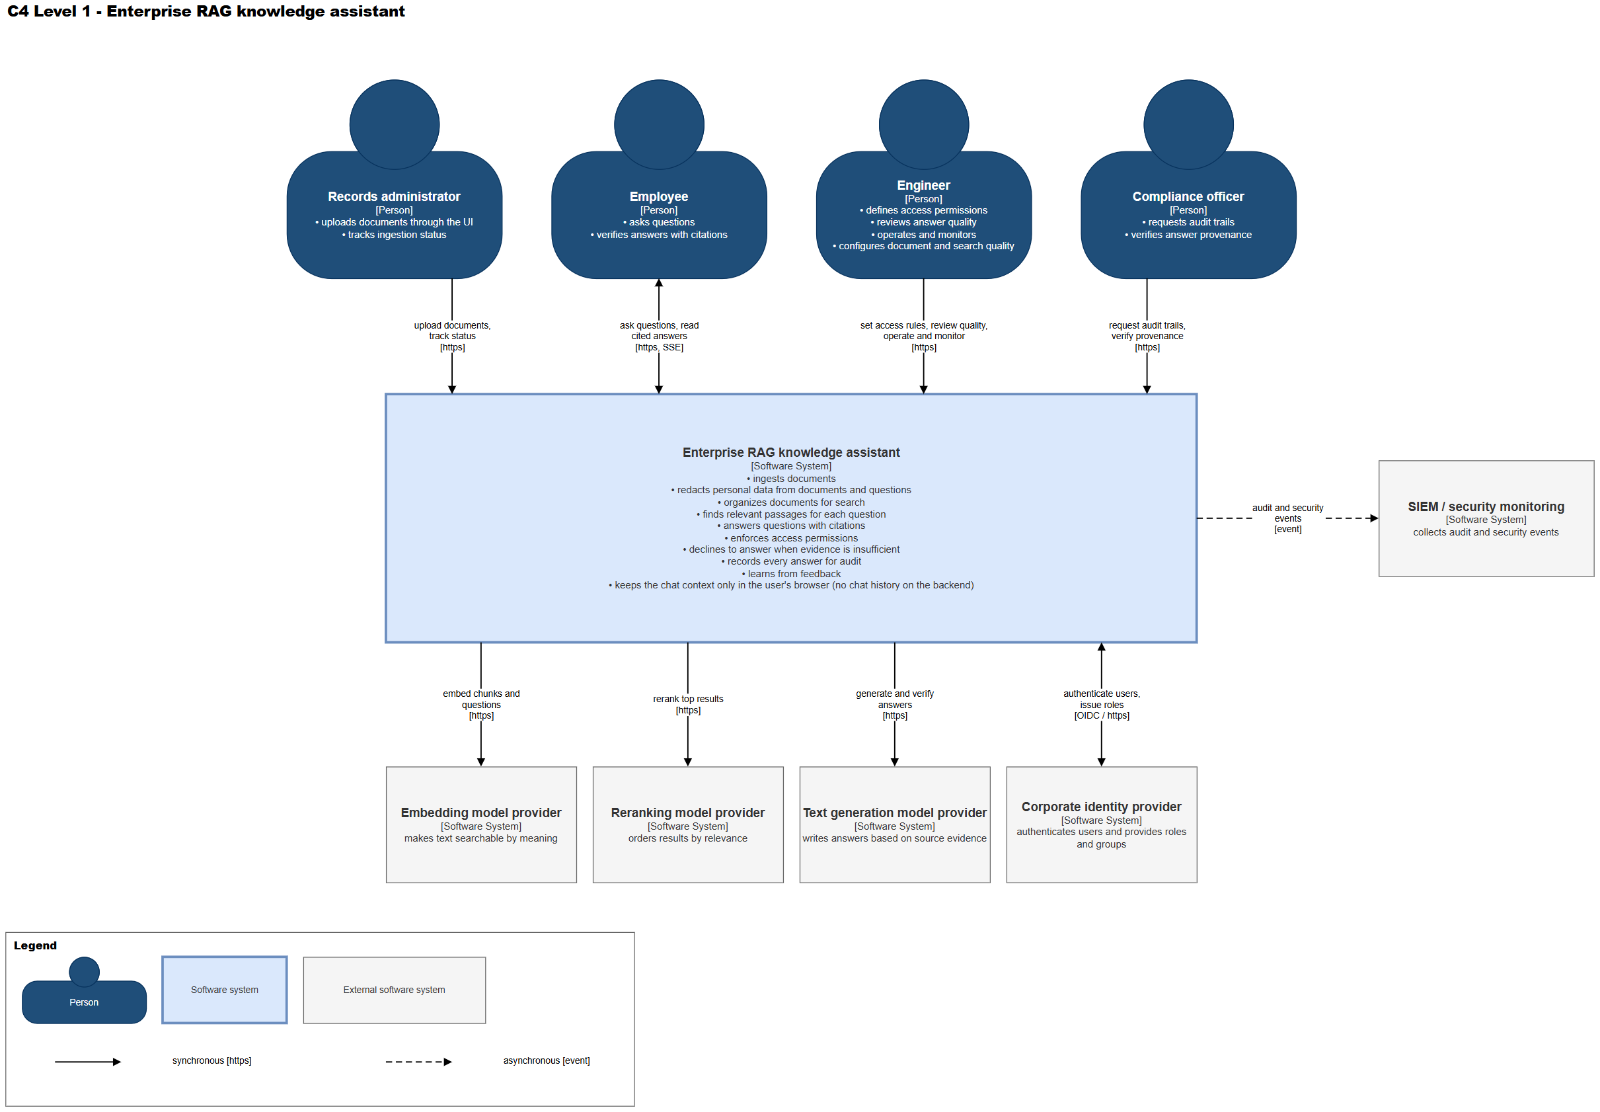 C4 Level 1 - Enterprise RAG knowledge assistant
Records administrator
[Person]
• uploads documents through the UI
• tracks ingestion status
Employee
[Person]
• asks questions
• verifies answers with citations
Engineer
[Person]
• defines access permissions
• reviews answer quality
• operates and monitors
• configures document and search quality
Compliance officer
[Person]
• requests audit trails
• verifies answer provenance
upload documents,
track status
[https]
ask questions, read
cited answers
[https, SSE]
set access rules, review quality,
operate and monitor
[https]
request audit trails,
verify provenance
[https]
Enterprise RAG knowledge assistant
[Software System]
• ingests documents
• redacts personal data from documents and questions
• organizes documents for search
• finds relevant passages for each question
• answers questions with citations
• enforces access permissions
• declines to answer when evidence is insufficient
• records every answer for audit
• learns from feedback
• keeps the chat context only in the user's browser (no chat history on the backend)
audit and security
events
[event]
SIEM / security monitoring
[Software System]
collects audit and security events
embed chunks and
questions
[https]
rerank top results
[https]
generate and verify
answers
[https]
authenticate users,
issue roles
[OIDC / https]
Embedding model provider
[Software System]
makes text searchable by meaning
Reranking model provider
[Software System]
orders results by relevance
Text generation model provider
[Software System]
writes answers based on source evidence
Corporate identity provider
[Software System]
authenticates users and provides roles
and groups
Legend
Person
Software system
External software system
synchronous [https]
asynchronous [event]